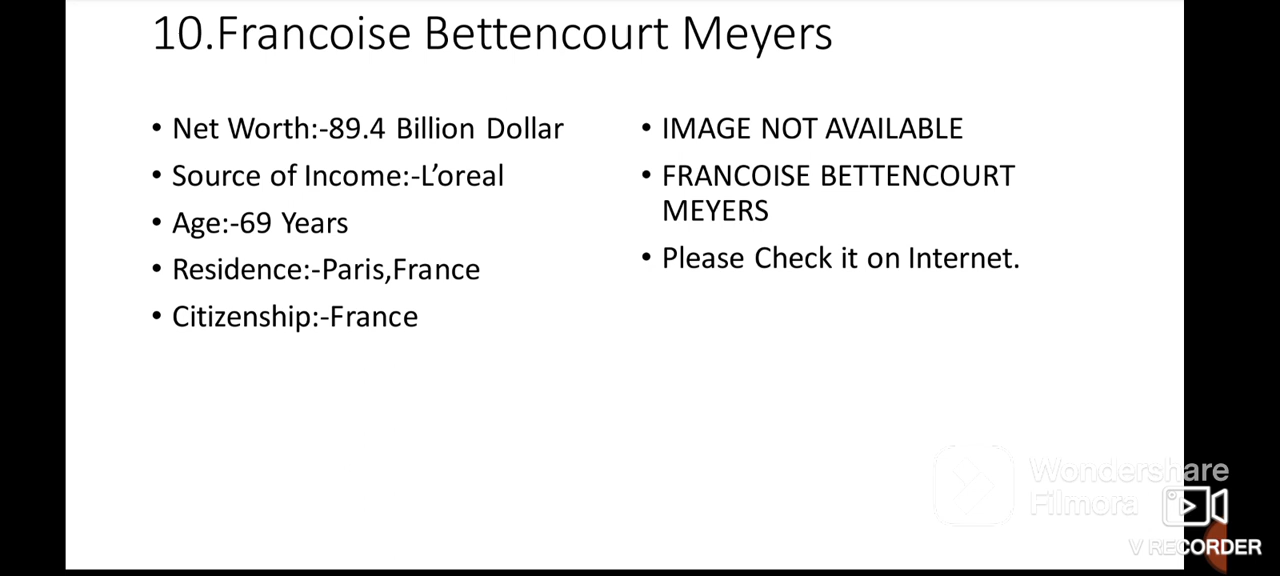 10.Francoise Bettencourt Meyers
• Net Worth:-89.4 Billion Dollar
• Source of Income:-L’oreal
• Age:-69 Years
• Residence:-Paris,France
• Citizenship:-France
• IMAGE NOT AVAILABLE
• FRANCOISE BETTENCOURT
MEYERS
• Please Check it on Internet.
Wondershare
Filmora
V RECORDER